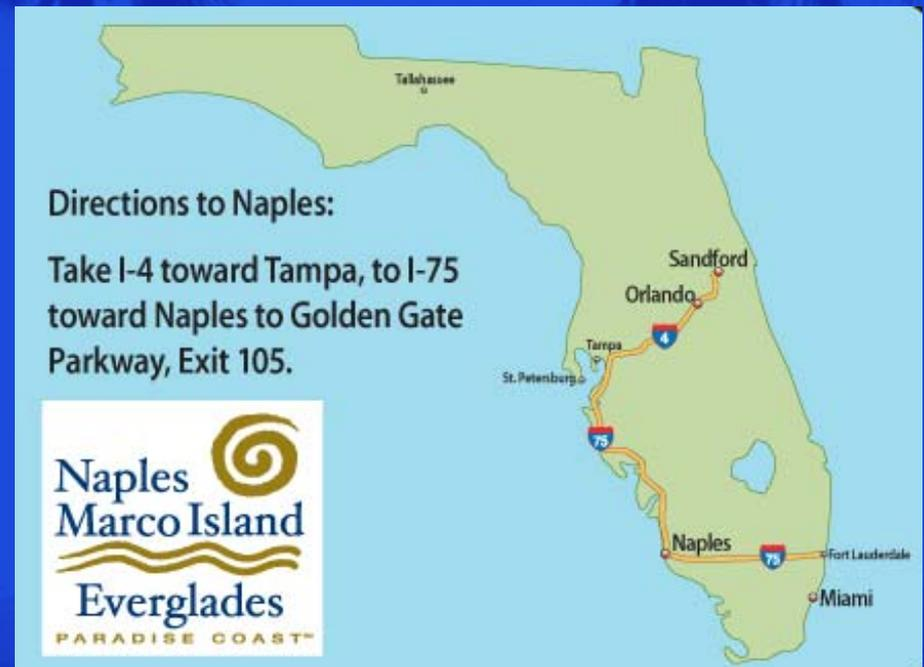 Tallahassee
Directions to Naples:
Take I-4 toward Tampa, to I-75
toward Naples to Golden Gate
Parkway, Exit 105.
Sandford
Orlando
4
Tampa
St. Petersburg
75
Naples
75
Fort Lauderdale
Miami
Naples
Marco Island
Everglades
PARADISE COAST℠